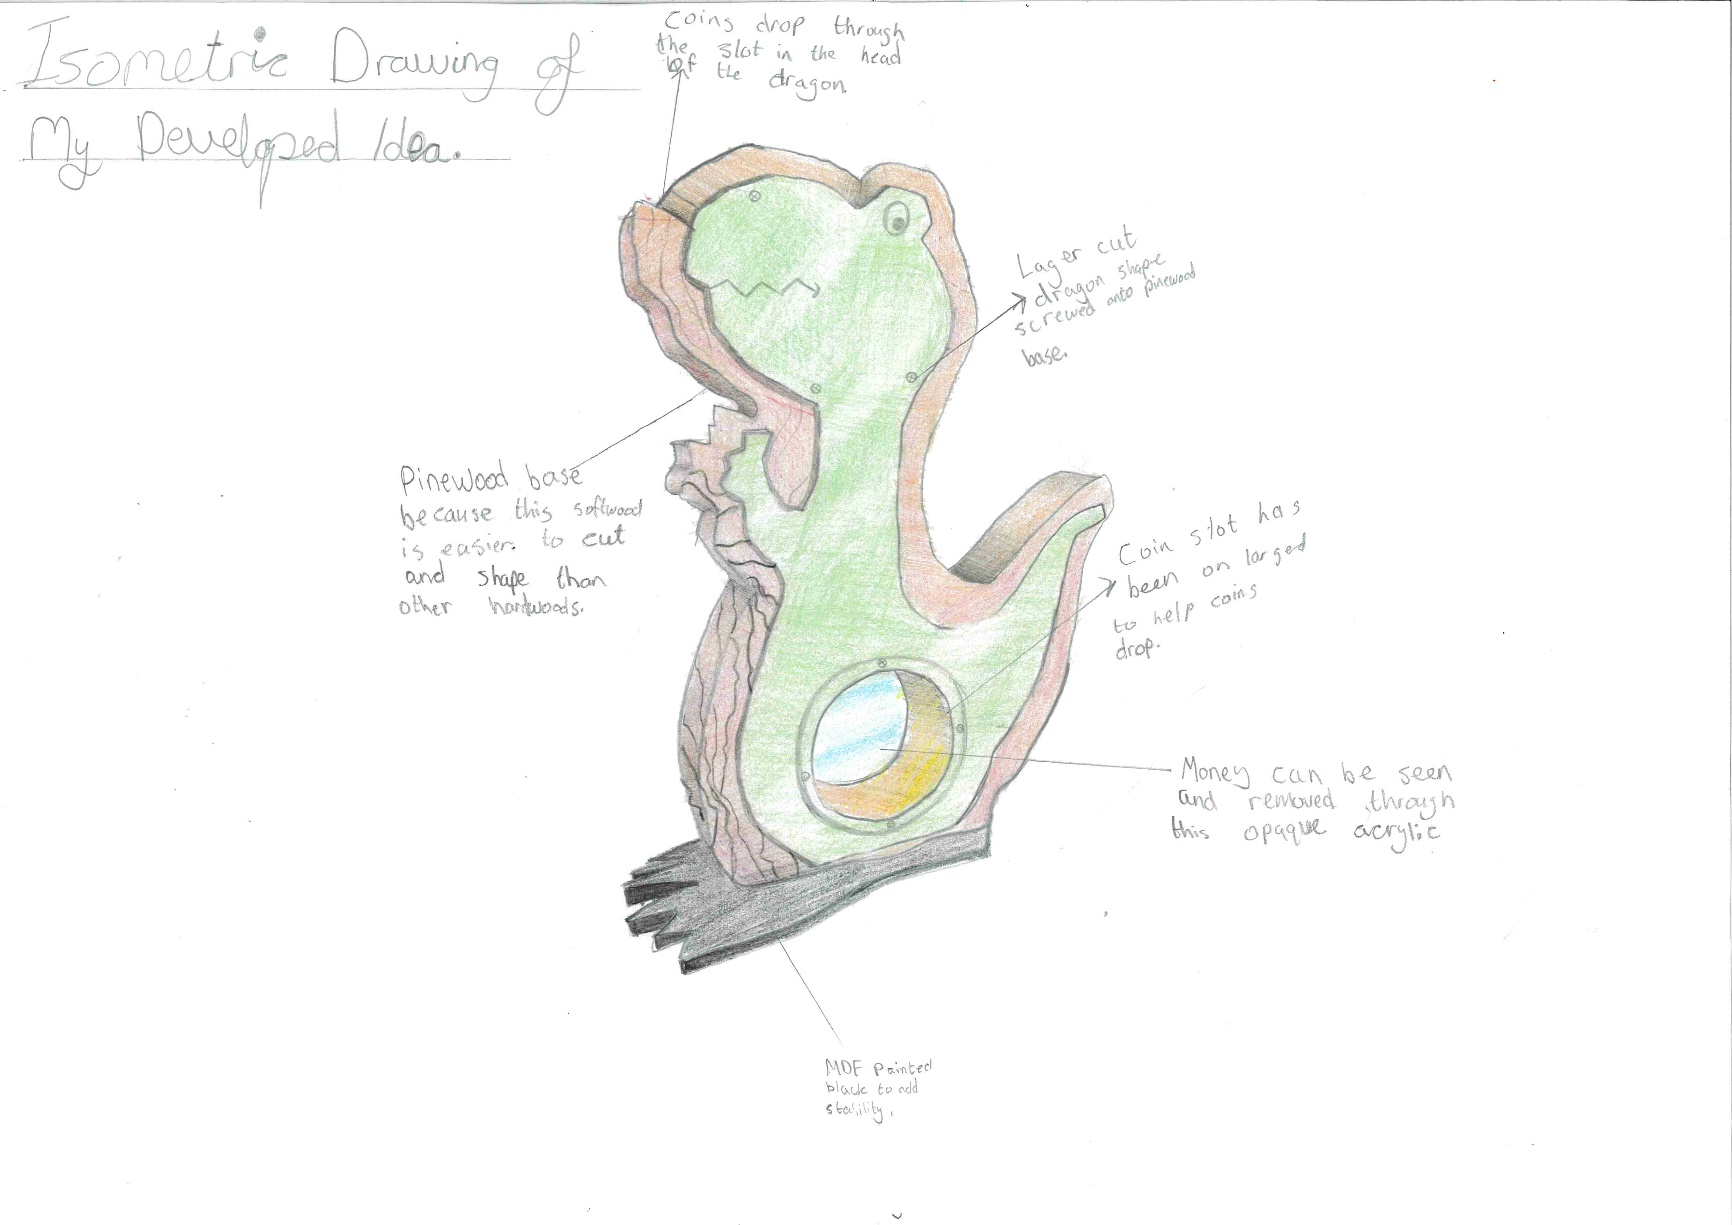 Isometric Drawing of
My Developed Idea.
Coins drop through
the slot in the head
of the dragon.
Lager cut
dragon shape
screwed onto pinewood
base.
Pinewood base
because this softwood
is easier to cut
and shape than
other hardwoods.
Coin slot has
been on larged
to help coins
drop.
Money can be seen
and removed through
this opaque acrylic
MDF Painted
black to add
stability.